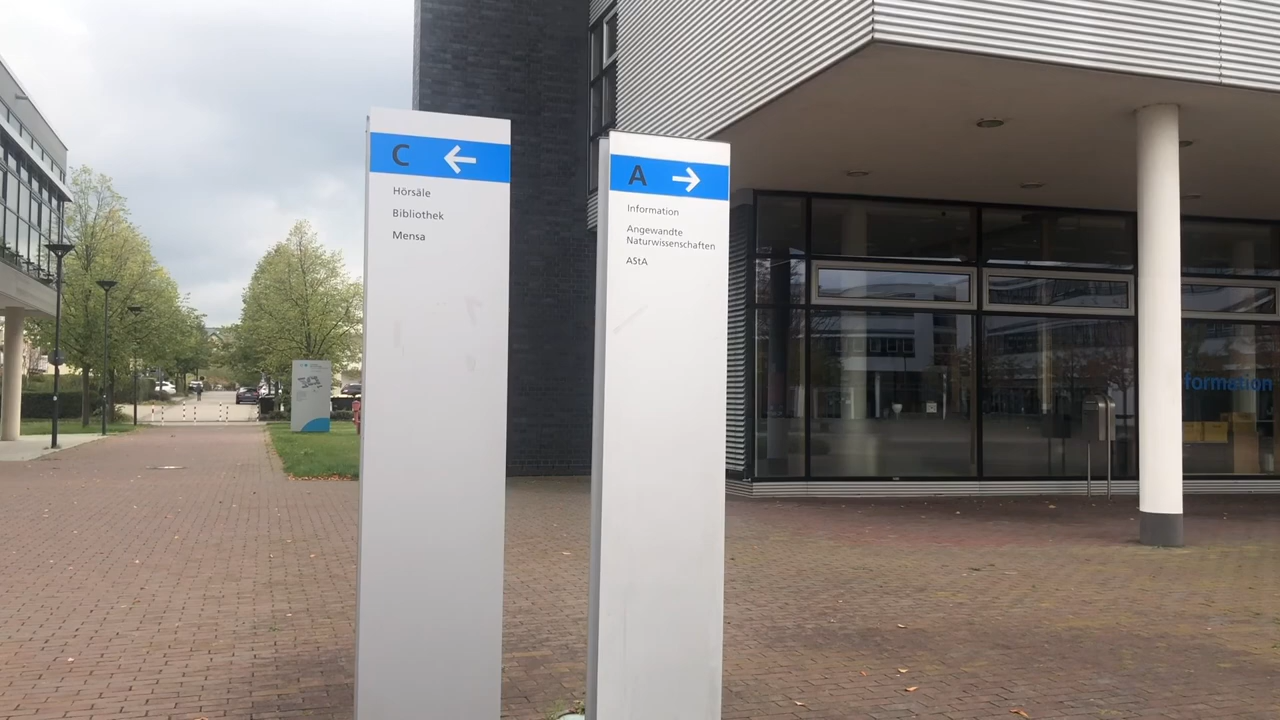 C
Hörsäle
Bibliothek
Mensa
A
Information
Angewandte
Naturwissenschaften
AStA
formation